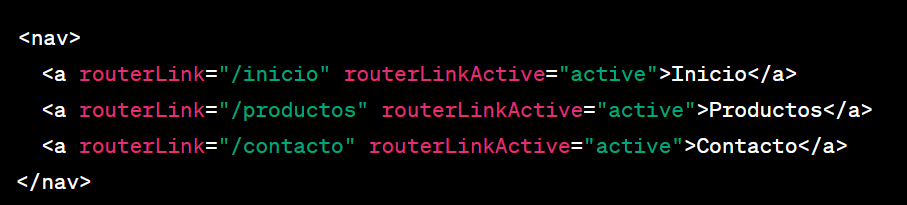 <nav>
<a routerLink="/inicio" routerLinkActive="active">Inicio</a>
<a routerLink="/productos" routerLinkActive="active">Productos</a>
<a routerLink="/contacto" routerLinkActive="active">Contacto</a>
</nav>